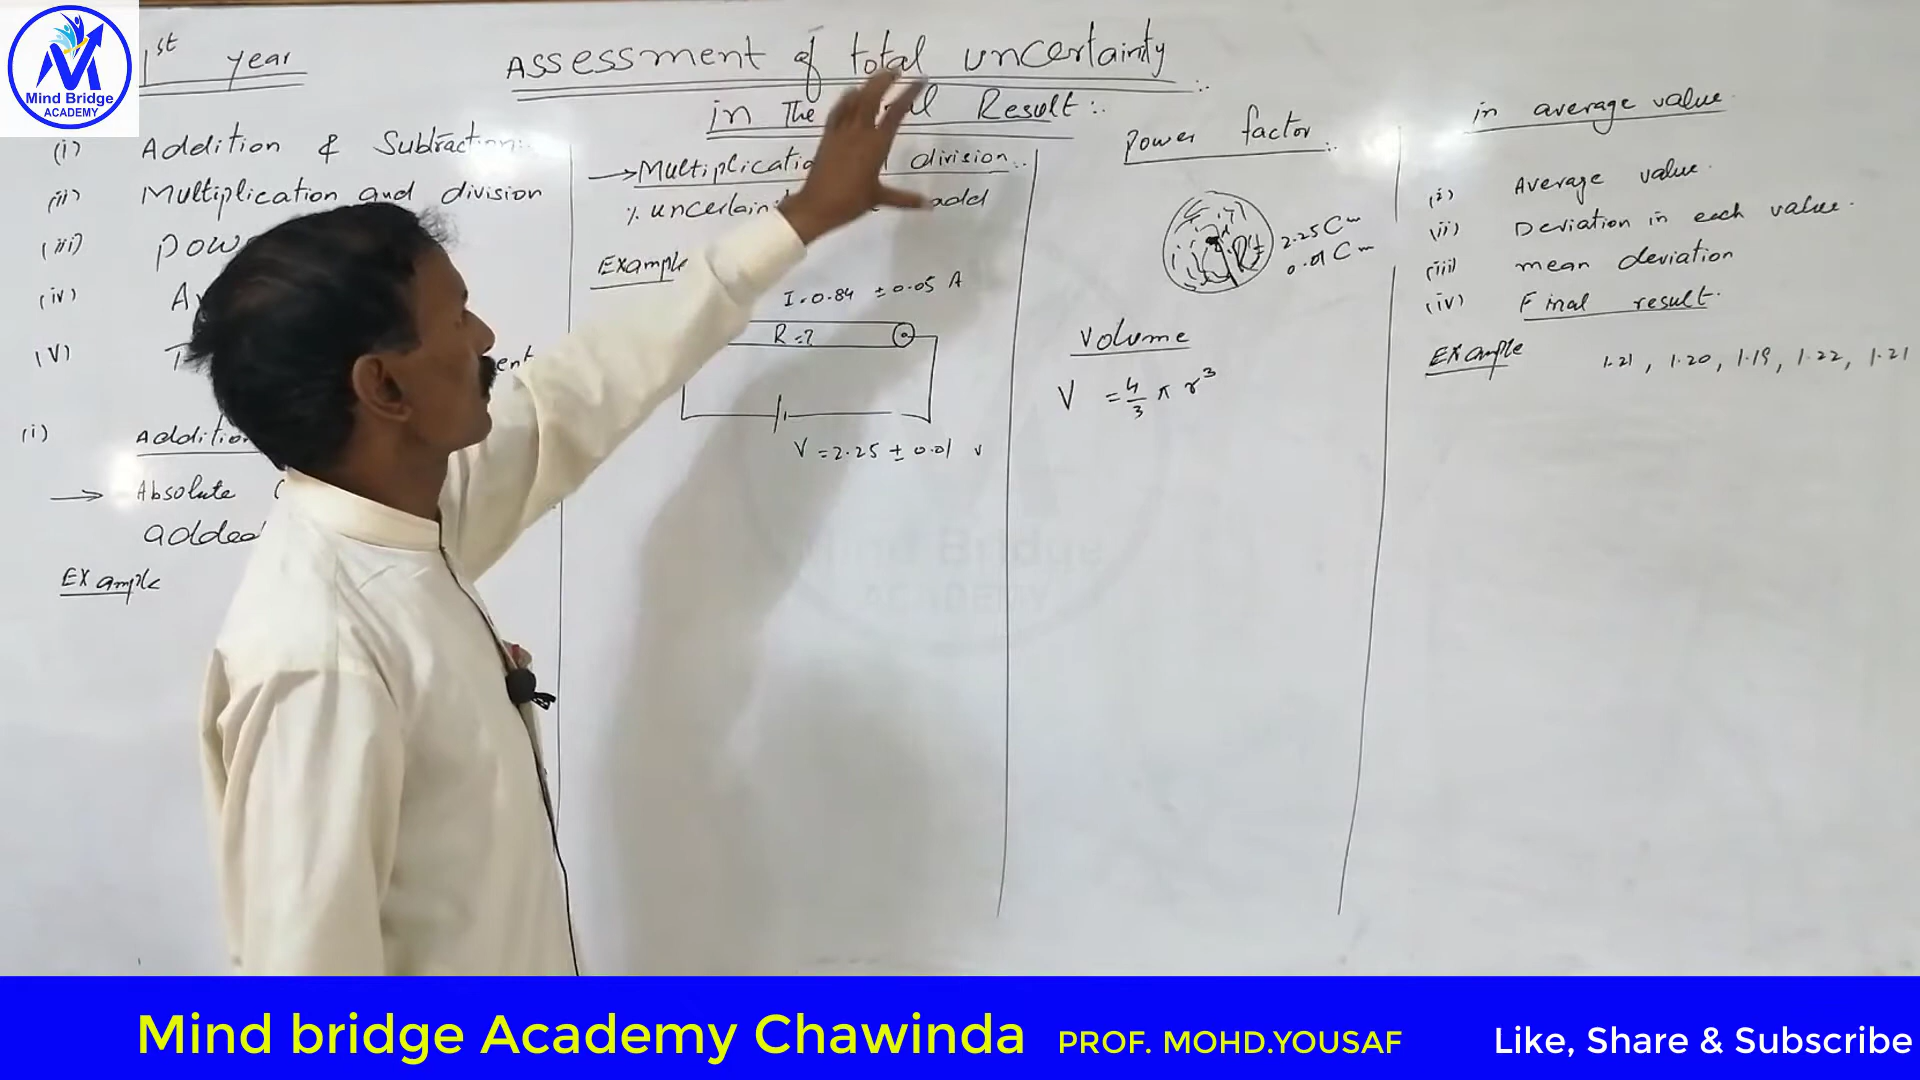 Mind Bridge
ACADEMY
1st year
Assessment of total uncertainty
in The Result:.
(i) Addition & Subtraction:.
(ii) Multiplication and division
(iii)
(iv)
(V)
(i)
→ Absolute
added
Example
→ Multiplication division:.
% add
Example
I = 0.84 ± 0.05 A
R = ?
V = 2.25 ± 0.01 v
Power factor:.
2.25 Cm
0.01 Cm
Volume
V = 4/3 π r³
in average value.
(i) Average value.
(ii) Deviation in each value.
(iii) mean deviation
(iv) Final result.
Example 1.21, 1.20, 1.19, 1.22, 1.21
Mind Bridge
ACADEMY
Mind bridge Academy Chawinda PROF. MOHD.YOUSAF Like, Share & Subscribe